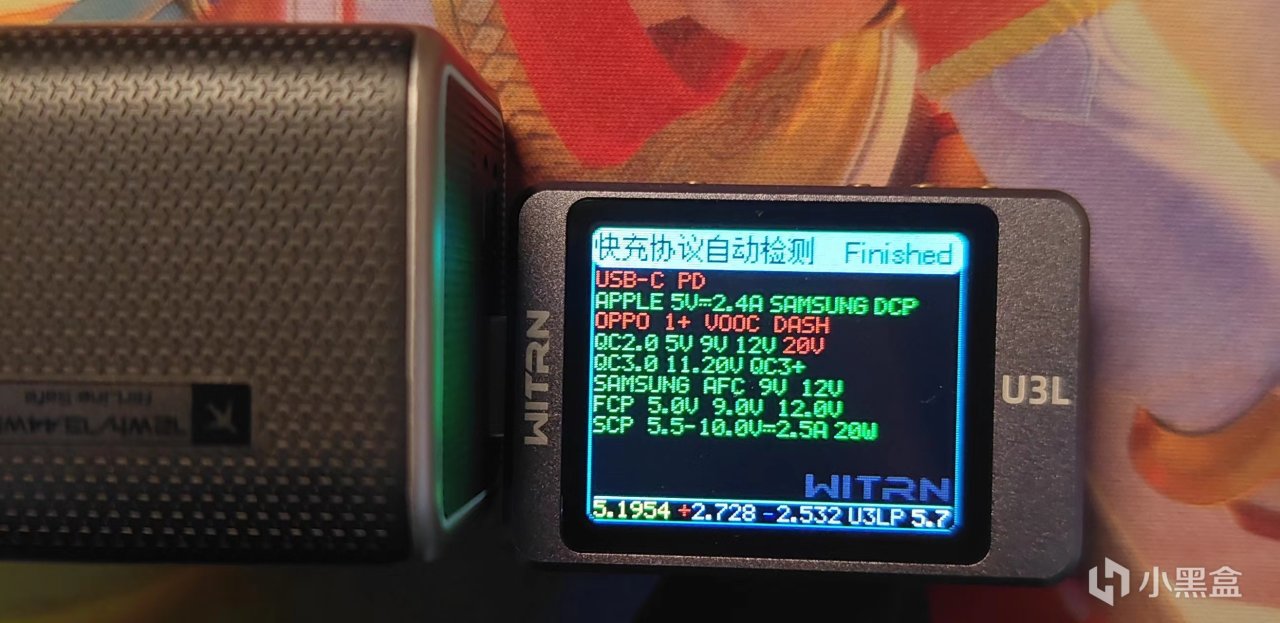 快充协议自动检测 Finished
USB-C PD
APPLE 5V=2.4A SAMSUNG DCP
OPPO 1+ VOOC DASH
QC2.0 5V 9V 12V 20V
QC3.0 11.20V QC3+
SAMSUNG AFC 9V 12V
FCP 5.0V 9.0V 12.0V
SCP 5.5-10.0V=2.5A 20W
WITRN
5.1954 +2.728 -2.532 U3LP 5.7
WITRN
U3L
Airline Safe
小黑盒